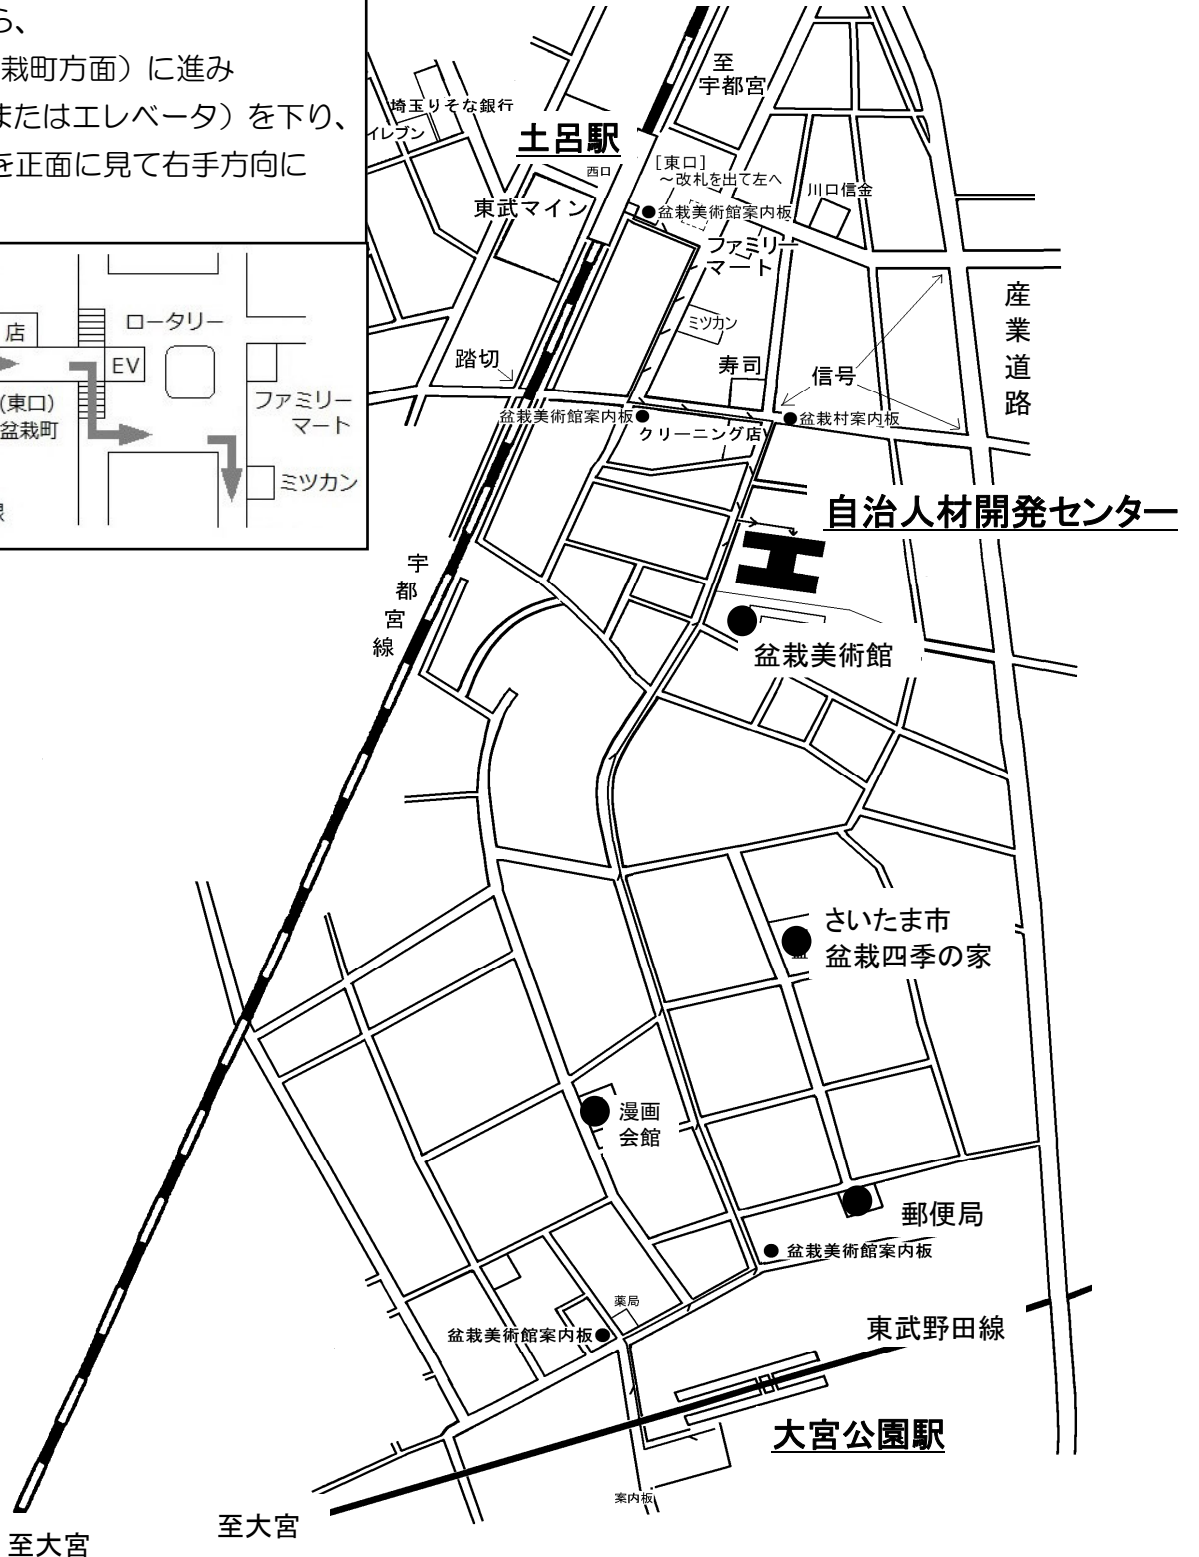 ら、
栽町方面）に進み
またはエレベータ）を下り、
を正面に見て右手方向に
店
ロータリー
EV
(東口)
盆栽町
ファミリー
マート
ミツカン
至
宇都宮
埼玉りそな銀行
イレブン
土呂駅
西口
[東口]
～改札を出て左へ
川口信金
東武マイン
盆栽美術館案内板
ファミリー
マート
産業道路
ミツカン
踏切
寿司
信号
盆栽美術館案内板
盆栽村案内板
クリーニング店
自治人材開発センター
宇都宮線
盆栽美術館
さいたま市
盆栽四季の家
漫画
会館
郵便局
盆栽美術館案内板
薬局
盆栽美術館案内板
東武野田線
大宮公園駅
案内板
至大宮
至大宮